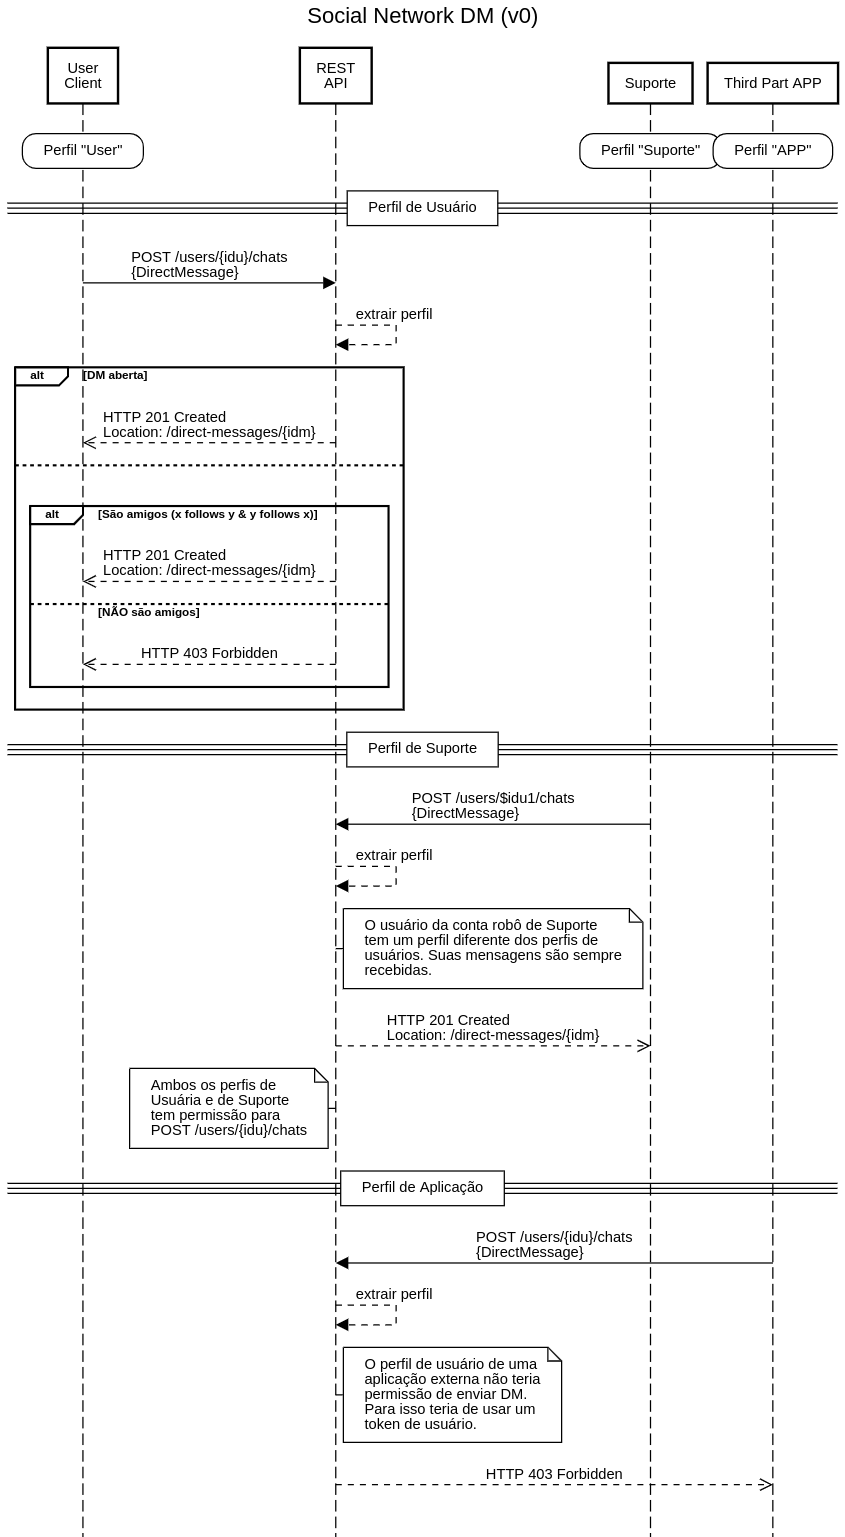 Social Network DM (v0)
User
Client
REST
API
Suporte
Third Part APP
Perfil "User"
Perfil "Suporte"
Perfil "APP"
Perfil de Usuário
POST /users/{idu}/chats
{DirectMessage}
extrair perfil
alt
[DM aberta]
HTTP 201 Created
Location: /direct-messages/{idm}
alt
[São amigos (x follows y & y follows x)]
HTTP 201 Created
Location: /direct-messages/{idm}
[NÃO são amigos]
HTTP 403 Forbidden
Perfil de Suporte
POST /users/$idu1/chats
{DirectMessage}
extrair perfil
O usuário da conta robô de Suporte
tem um perfil diferente dos perfis de
usuários. Suas mensagens são sempre
recebidas.
HTTP 201 Created
Location: /direct-messages/{idm}
Ambos os perfis de
Usuária e de Suporte
tem permissão para
POST /users/{idu}/chats
Perfil de Aplicação
POST /users/{idu}/chats
{DirectMessage}
extrair perfil
O perfil de usuário de uma
aplicação externa não teria
permissão de enviar DM.
Para isso teria de usar um
token de usuário.
HTTP 403 Forbidden